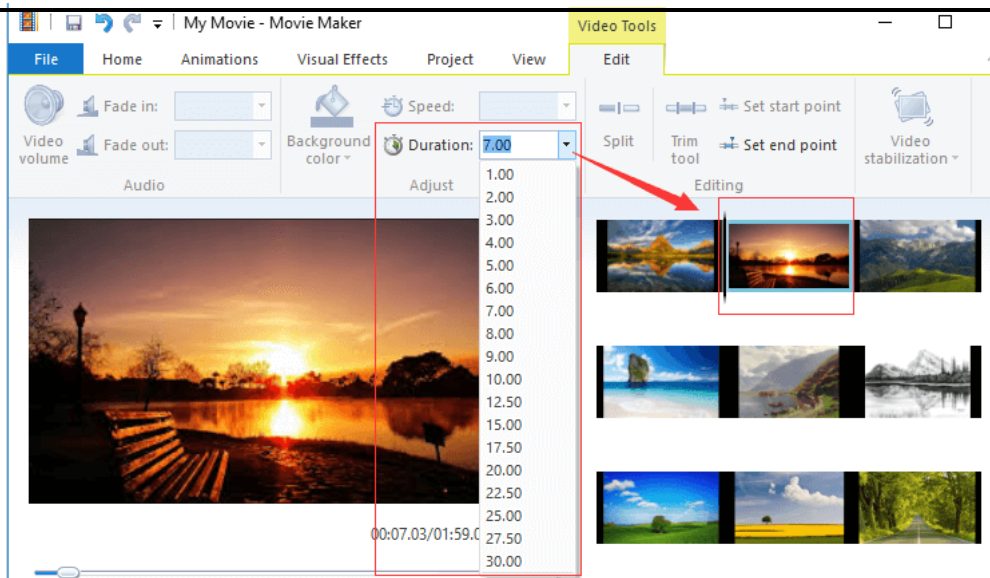 My Movie - Movie Maker
Video Tools
File Home Animations Visual Effects Project View Edit
Fade in:
Fade out:
Video
volume
Audio
Background
color
Speed:
Duration: 7.00
Adjust
1.00
2.00
3.00
4.00
5.00
6.00
7.00
8.00
9.00
10.00
12.50
15.00
17.50
20.00
22.50
25.00
27.50
30.00
Split
Trim
tool
Set start point
Set end point
Editing
Video
stabilization
00:07.03/01:59.0